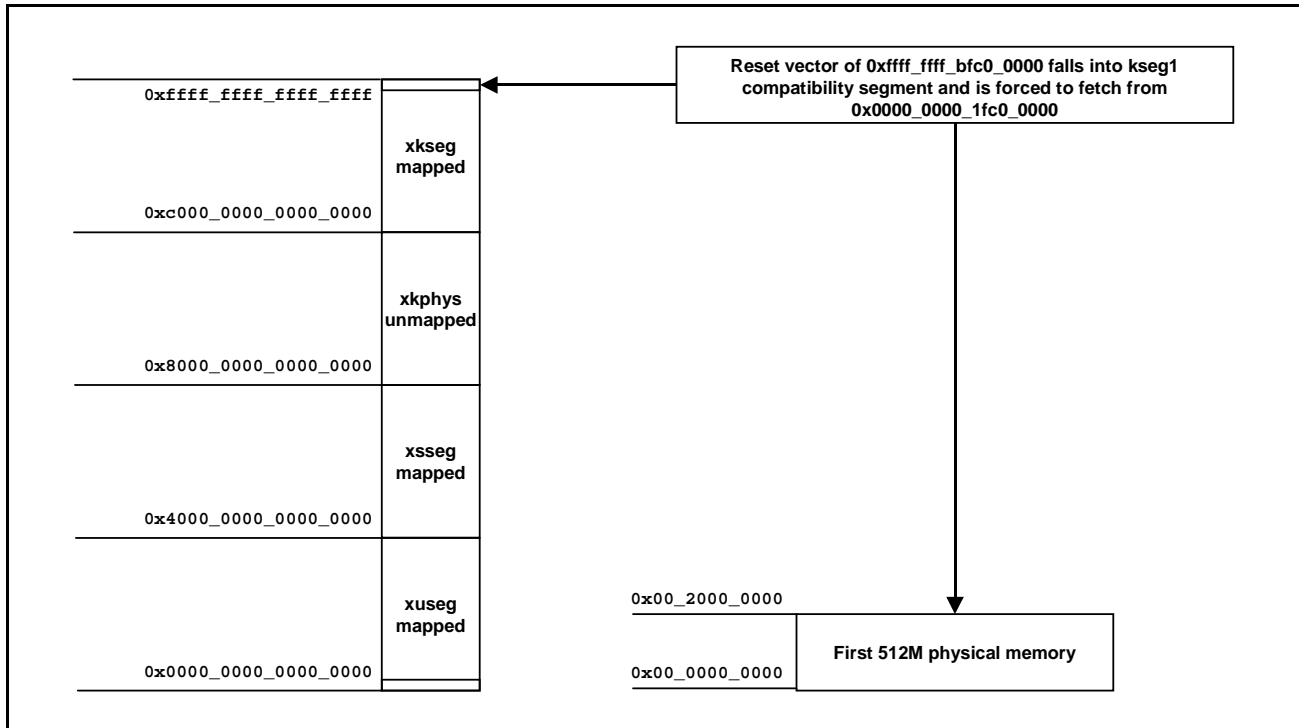 Reset vector of 0xffff_ffff_bfc0_0000 falls into kseg1
compatibility segment and is forced to fetch from
0x0000_0000_1fc0_0000
0xffff_ffff_ffff_ffff
xkseg
mapped
0xc000_0000_0000_0000
xkphys
unmapped
0x8000_0000_0000_0000
xsseg
mapped
0x4000_0000_0000_0000
xuseg
mapped
0x0000_0000_0000_0000
0x00_2000_0000
First 512M physical memory
0x00_0000_0000